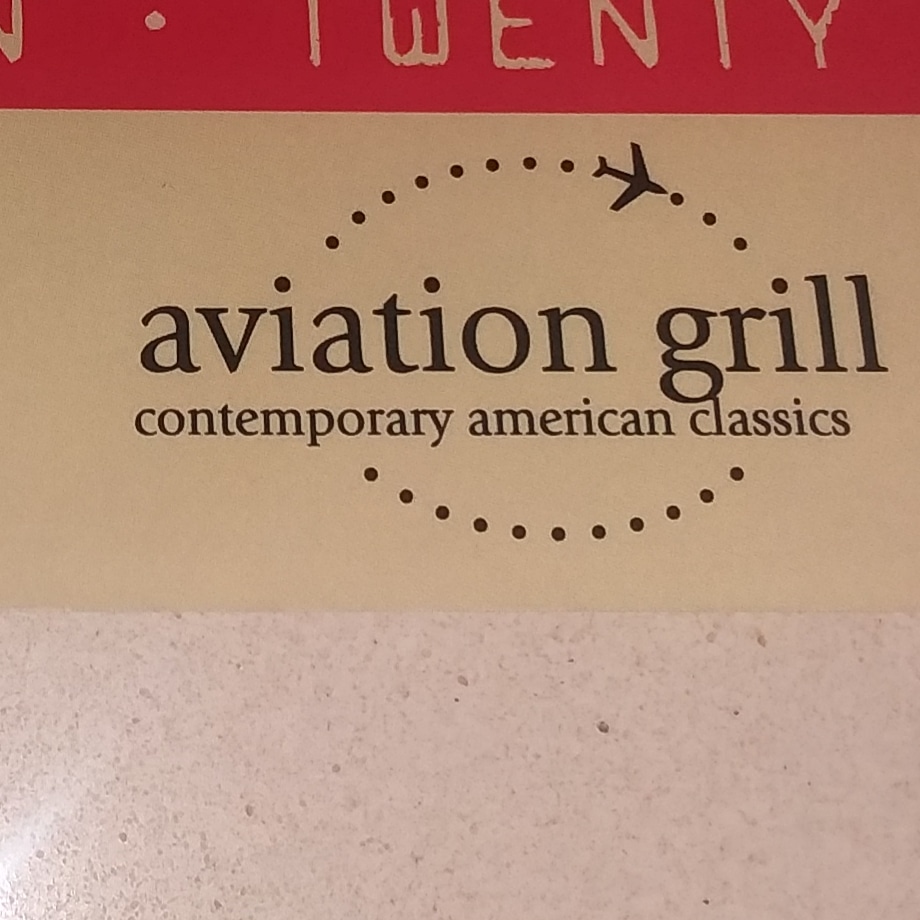 · TWENTY
aviation grill
contemporary american classics